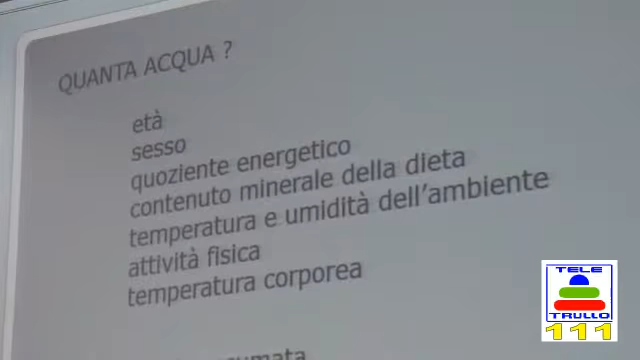 QUANTA ACQUA ?
età
sesso
quoziente energetico
contenuto minerale della dieta
temperatura e umidità dell'ambiente
attività fisica
temperatura corporea
TELE
TRULLO
111